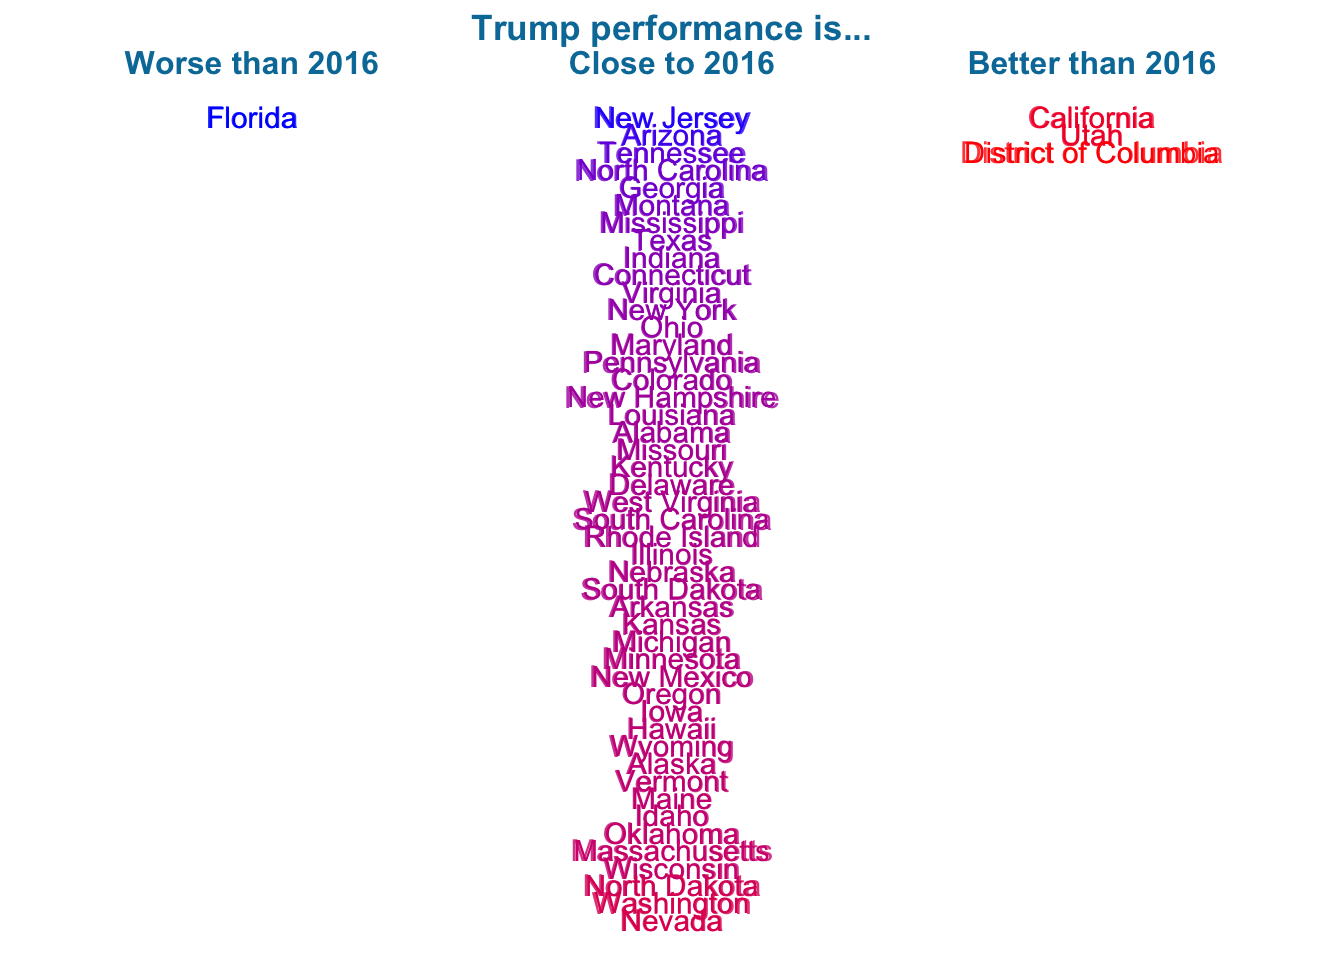 Trump performance is...
Worse than 2016 Close to 2016 Better than 2016
Florida New Jersey California
Arizona Utah
Tennessee District of Columbia
North Carolina
Georgia
Montana
Mississippi
Texas
Indiana
Connecticut
Virginia
New York
Ohio
Maryland
Pennsylvania
Colorado
New Hampshire
Louisiana
Alabama
Missouri
Kentucky
Delaware
West Virginia
South Carolina
Rhode Island
Illinois
Nebraska
South Dakota
Arkansas
Kansas
Michigan
Minnesota
New Mexico
Oregon
Iowa
Hawaii
Wyoming
Alaska
Vermont
Maine
Idaho
Oklahoma
Massachusetts
Wisconsin
North Dakota
Washington
Nevada